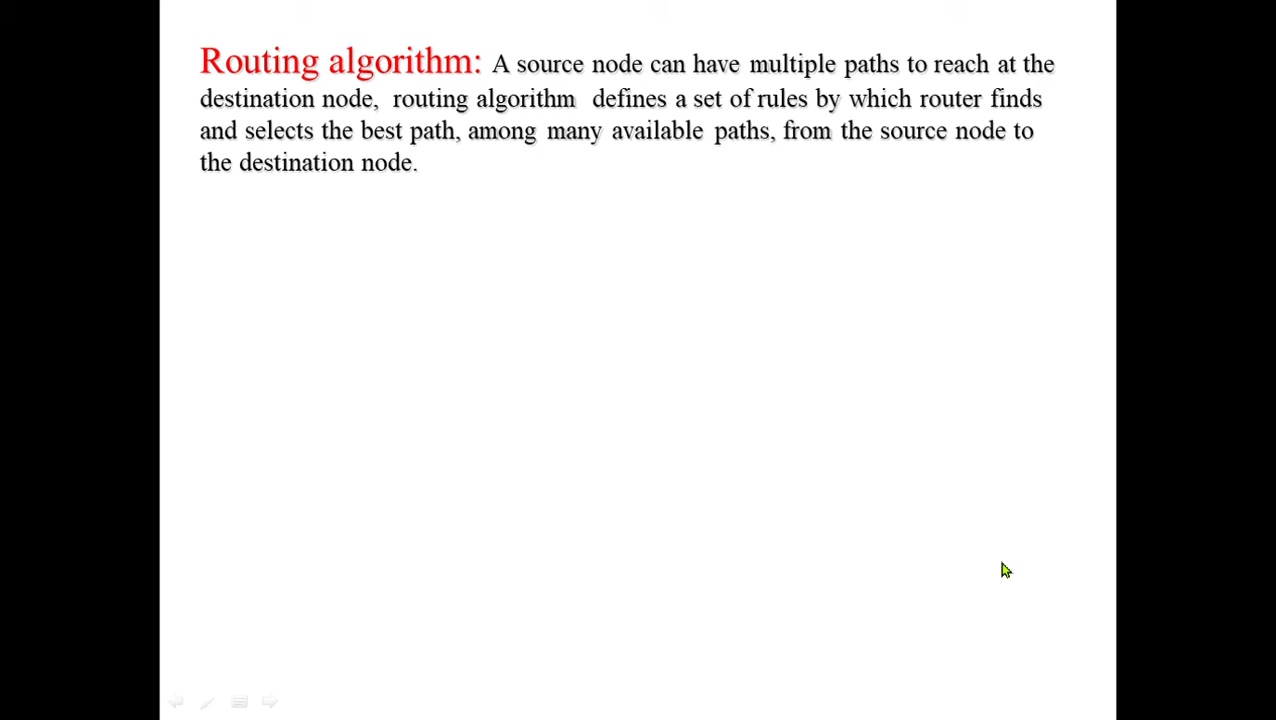 Routing algorithm: A source node can have multiple paths to reach at the
destination node, routing algorithm defines a set of rules by which router finds
and selects the best path, among many available paths, from the source node to
the destination node.